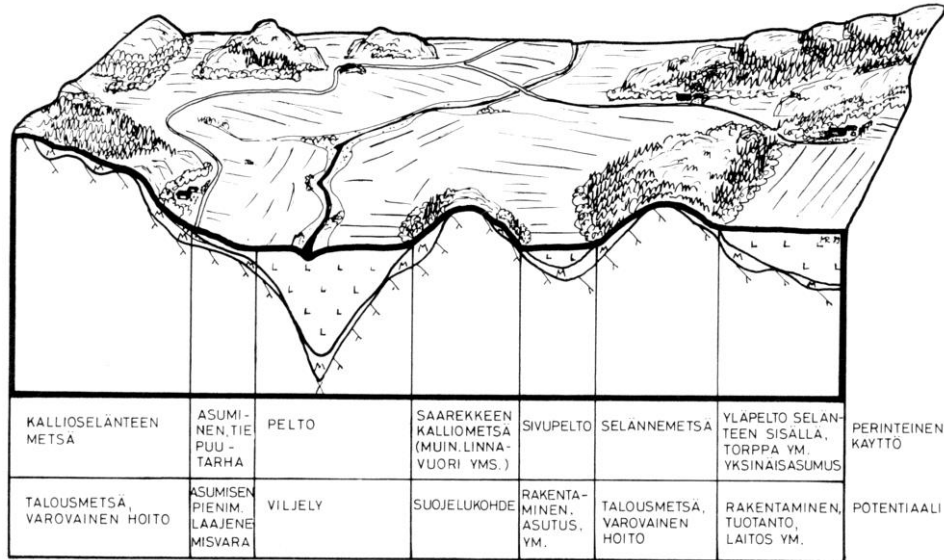 KALLIOSELÄNTEEN
METSÄ
ASUMI-
NEN, TIE
PUU-
TARHA
PELTO
SAAREKKEEN
KALLIOMETSÄ
(MUIN. LINNA-
VUORI YMS.)
SIVUPELTO
SELÄNNEMETSÄ
YLÄPELTO SELÄN-
TEEN SISÄLLÄ,
TORPPA YM.
YKSINÄISASUMUS
PERINTEINEN
KÄYTTÖ
TALOUSMETSÄ,
VAROVAINEN HOITO
ASUMISEN
PIENIM.
LAAJENE
MISVARA
VILJELY
SUOJELUKOHDE
RAKENTA-
MINEN.
ASUTUS,
YM.
TALOUSMETSÄ,
VAROVAINEN
HOITO
RAKENTAMINEN,
TUOTANTO,
LAITOS YM.
POTENTIAALI